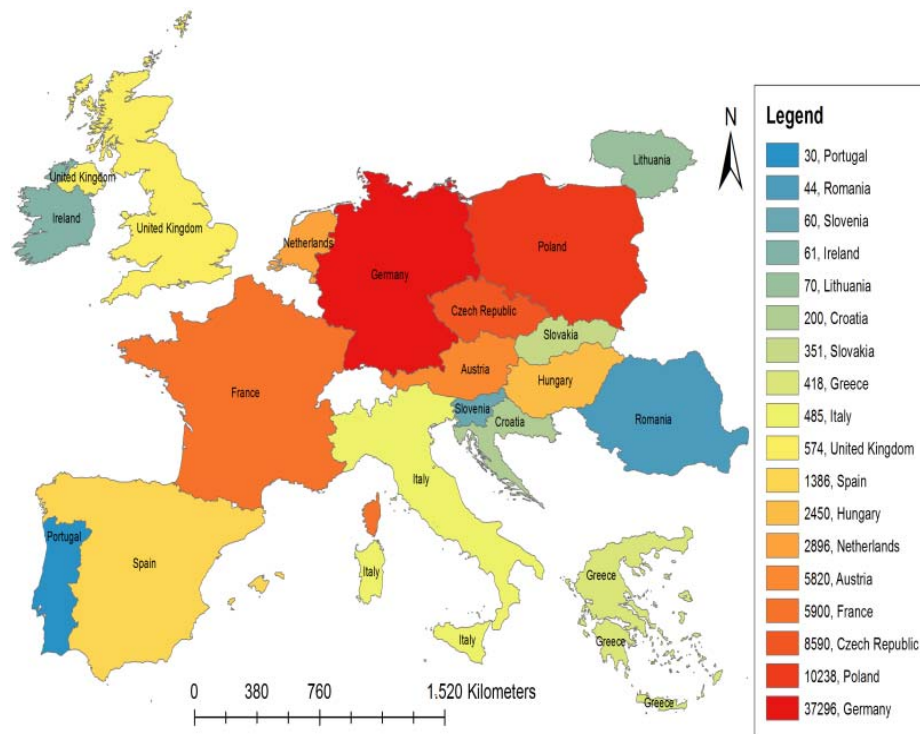 United Kingdom
Ireland
United Kingdom
Netherlands
Germany
Poland
Lithuania
Czech Republic
Slovakia
Austria
Hungary
France
Slovenia
Croatia
Romania
Italy
Portugal
Spain
Italy
Italy
Greece
Greece
Greece
0 380 760 1.520 Kilometers
N
Legend
30, Portugal
44, Romania
60, Slovenia
61, Ireland
70, Lithuania
200, Croatia
351, Slovakia
418, Greece
485, Italy
574, United Kingdom
1386, Spain
2450, Hungary
2896, Netherlands
5820, Austria
5900, France
8590, Czech Republic
10238, Poland
37296, Germany